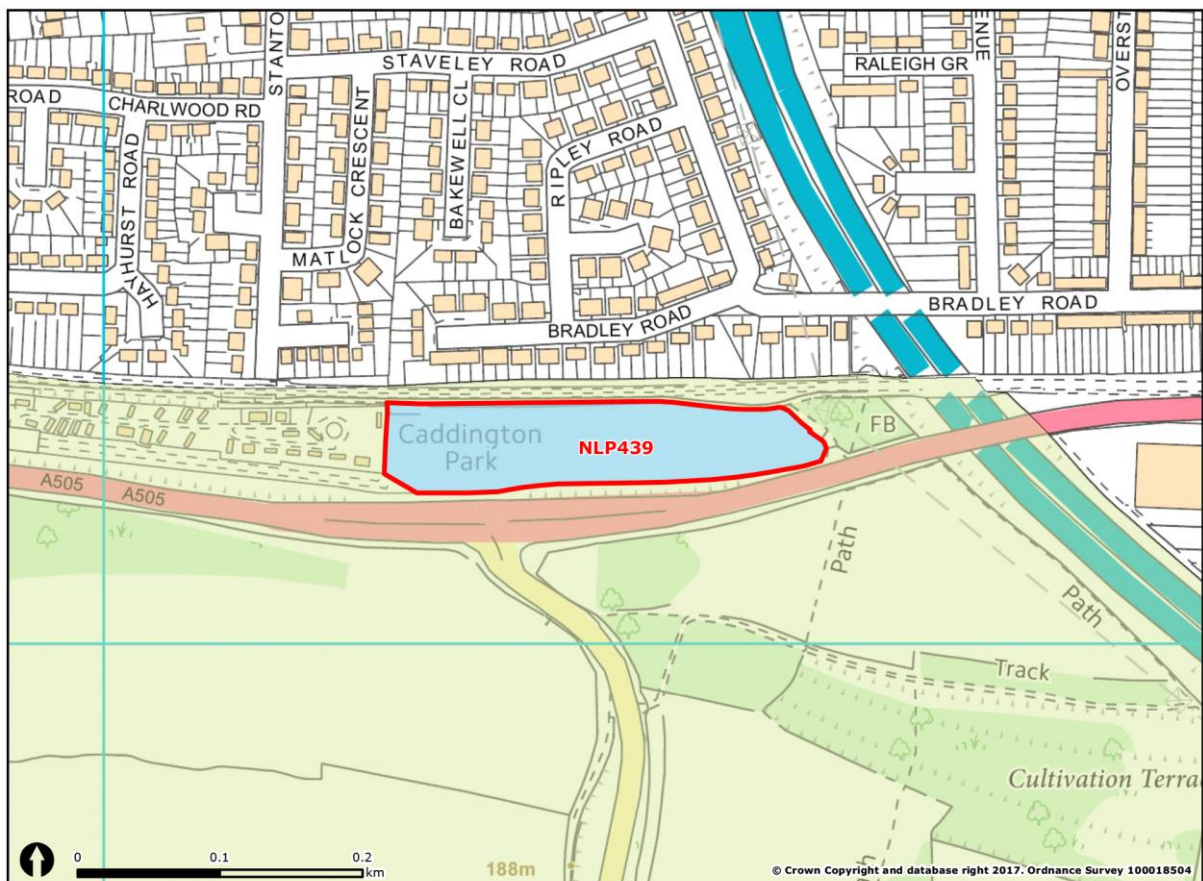 STANTO
STAVELEY ROAD
RALEIGH GR
ENUE
OVERST
ROAD
CHARLWOOD RD
HAYHURST ROAD
MATLOCK CRESCENT
BAKEWELL CL
RIPLEY ROAD
BRADLEY ROAD
BRADLEY ROAD
Caddington
Park
NLP439
FB
A505
A505
Path
Path
Track
Cultivation Terra
188m
0 0.1 0.2
km
© Crown Copyright and database right 2017. Ordnance Survey 100018504